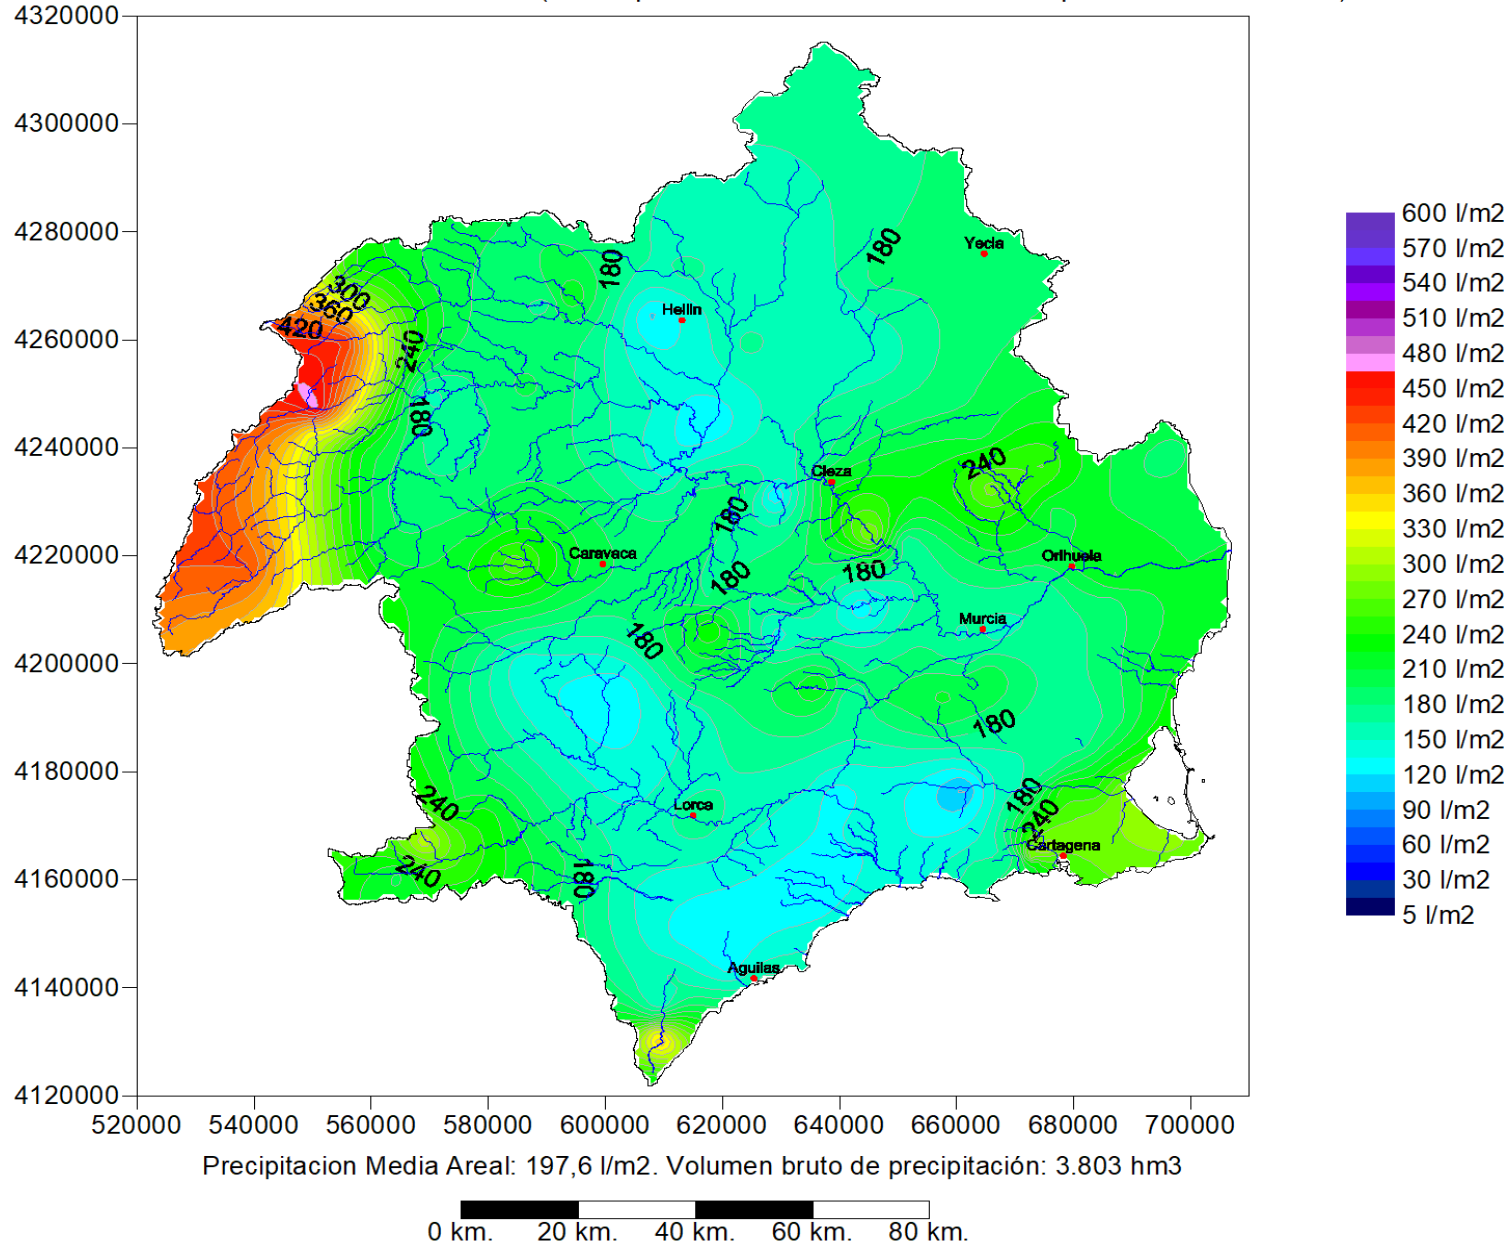 4320000
4300000
4280000
4260000
4240000
4220000
4200000
4180000
4160000
4140000
4120000
520000 540000 560000 580000 600000 620000 640000 660000 680000 700000
180
Yecla
180
300
360
420
Hellin
240
180
240
Cieza
180
Caravaca
Orihuela
180
180
Murcia
180
180
240
180
Lorca
240
Cartagena
240
180
Aguilas
600 l/m2
570 l/m2
540 l/m2
510 l/m2
480 l/m2
450 l/m2
420 l/m2
390 l/m2
360 l/m2
330 l/m2
300 l/m2
270 l/m2
240 l/m2
210 l/m2
180 l/m2
150 l/m2
120 l/m2
90 l/m2
60 l/m2
30 l/m2
5 l/m2
Precipitacion Media Areal: 197,6 l/m2. Volumen bruto de precipitación: 3.803 hm3
0 km. 20 km. 40 km. 60 km. 80 km.